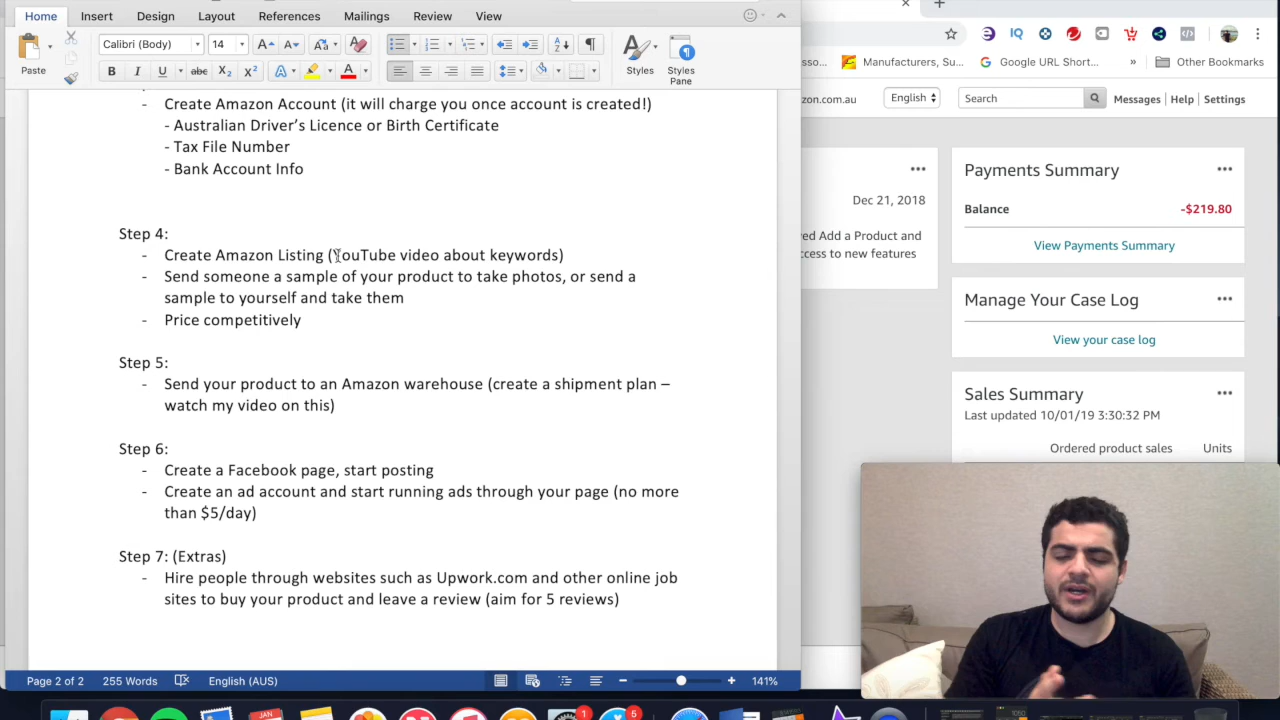 Home Insert Design Layout References Mailings Review View
Calibri (Body) 14
Paste
Styles
Styles Pane
- Create Amazon Account (it will charge you once account is created!)
- Australian Driver's Licence or Birth Certificate
- Tax File Number
- Bank Account Info
Step 4:
- Create Amazon Listing (YouTube video about keywords)
- Send someone a sample of your product to take photos, or send a
sample to yourself and take them
- Price competitively
Step 5:
- Send your product to an Amazon warehouse (create a shipment plan –
watch my video on this)
Step 6:
- Create a Facebook page, start posting
- Create an ad account and start running ads through your page (no more
than $5/day)
Step 7: (Extras)
- Hire people through websites such as Upwork.com and other online job
sites to buy your product and leave a review (aim for 5 reviews)
Page 2 of 2 255 Words English (AUS) 141%
Manufacturers, Su... Google URL Short... » Other Bookmarks
zon.com.au English Search Messages | Help | Settings
Dec 21, 2018
ed Add a Product and
ccess to new features
Payments Summary
Balance -$219.80
View Payments Summary
Manage Your Case Log
View your case log
Sales Summary
Last updated 10/01/19 3:30:32 PM
Ordered product sales Units
JAN
1
5